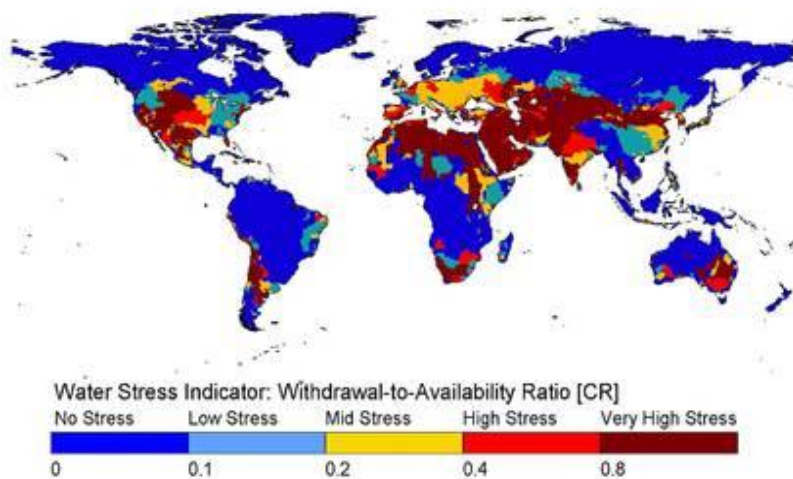 Water Stress Indicator: Withdrawal-to-Availability Ratio [CR]
No Stress Low Stress Mid Stress High Stress Very High Stress
0 0.1 0.2 0.4 0.8